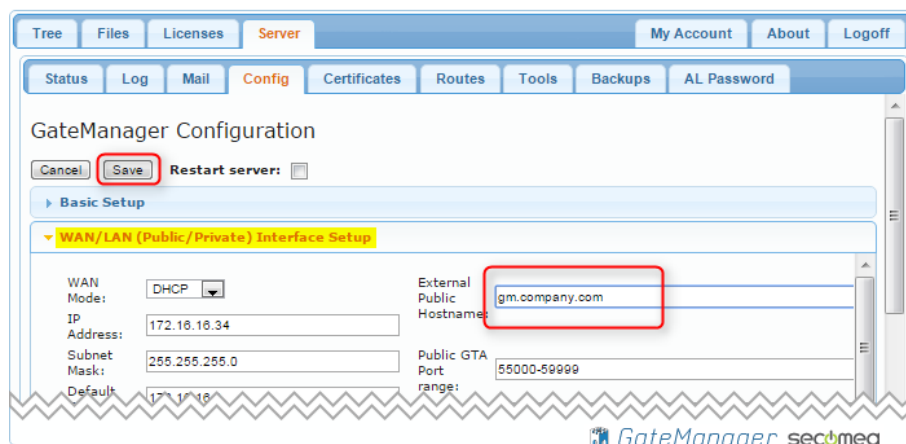 Tree Files Licenses Server My Account About Logoff
Status Log Mail Config Certificates Routes Tools Backups AL Password
GateManager Configuration
Cancel Save Restart server:
Basic Setup
WAN/LAN (Public/Private) Interface Setup
WAN Mode: DHCP
External Public Hostname: gm.company.com
IP Address: 172.16.16.34
Subnet Mask: 255.255.255.0
Public GTA Port range: 55000-59999
Default
GateManager secomea